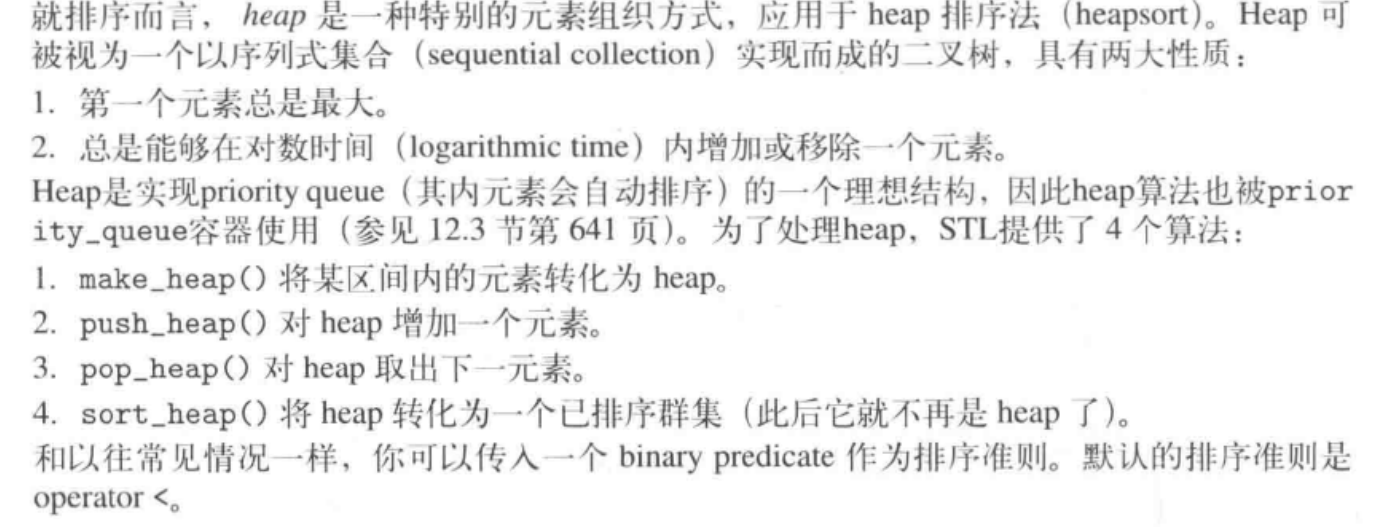 就排序而言，heap 是一种特别的元素组织方式，应用于 heap 排序法（heapsort）。Heap 可
被视为一个以序列式集合（sequential collection）实现而成的二叉树，具有两大性质：
1. 第一个元素总是最大。
2. 总是能够在对数时间（logarithmic time）内增加或移除一个元素。
Heap是实现priority queue（其内元素会自动排序）的一个理想结构，因此heap算法也被prior
ity_queue容器使用（参见 12.3 节第 641 页）。为了处理heap，STL提供了 4 个算法：
1. make_heap() 将某区间内的元素转化为 heap。
2. push_heap() 对 heap 增加一个元素。
3. pop_heap() 对 heap 取出下一元素。
4. sort_heap() 将 heap 转化为一个已排序群集（此后它就不再是 heap 了）。
和以往常见情况一样，你可以传入一个 binary predicate 作为排序准则。默认的排序准则是
operator <。